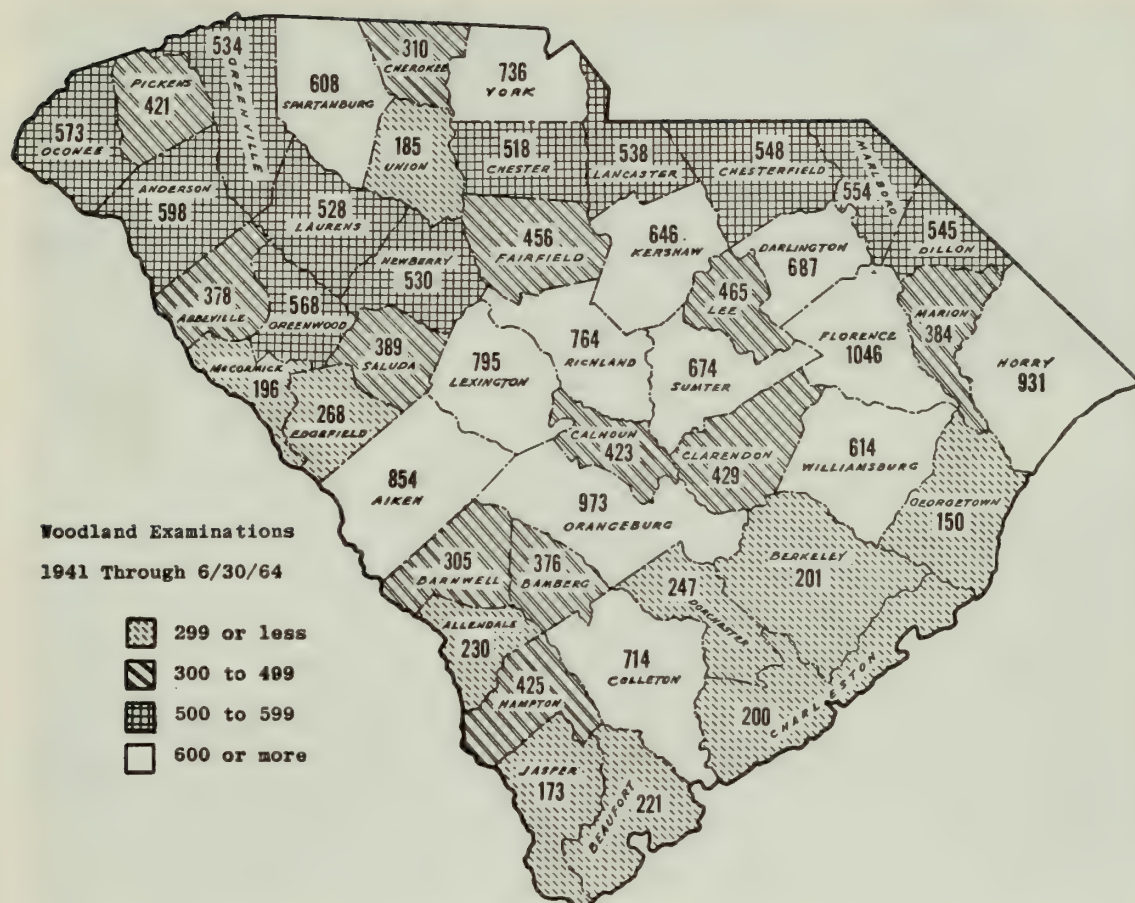 534
GREENVILLE
310
CHEROKEE
PICKENS
421
608
SPARTANBURG
736
YORK
573
OCONEE
185
UNION
518
CHESTER
538
LANCASTER
548
CHESTERFIELD
MARLBORO
554
ANDERSON
598
528
LAURENS
545
DILLON
456
FAIRFIELD
646
KERSHAW
DARLINGTON
687
NEWBERRY
530
378
ABBEVILLE
568
GREENWOOD
465
LEE
MARION
384
389
SALUDA
764
RICHLAND
FLORENCE
1046
795
LEXINGTON
674
SUMTER
HORRY
931
McCORMICK
196
268
EDGEFIELD
CALHOUN
423
CLARENDON
429
614
WILLIAMSBURG
854
AIKEN
973
ORANGEBURG
GEORGETOWN
150
305
BARNWELL
376
BAMBERG
BERKELEY
201
247
DORCHESTER
ALLENDALE
230
714
COLLETON
425
HAMPTON
200
CHARLESTON
JASPER
173
221
BEAUFORT
Woodland Examinations
1941 Through 6/30/64
299 or less
300 to 499
500 to 599
600 or more